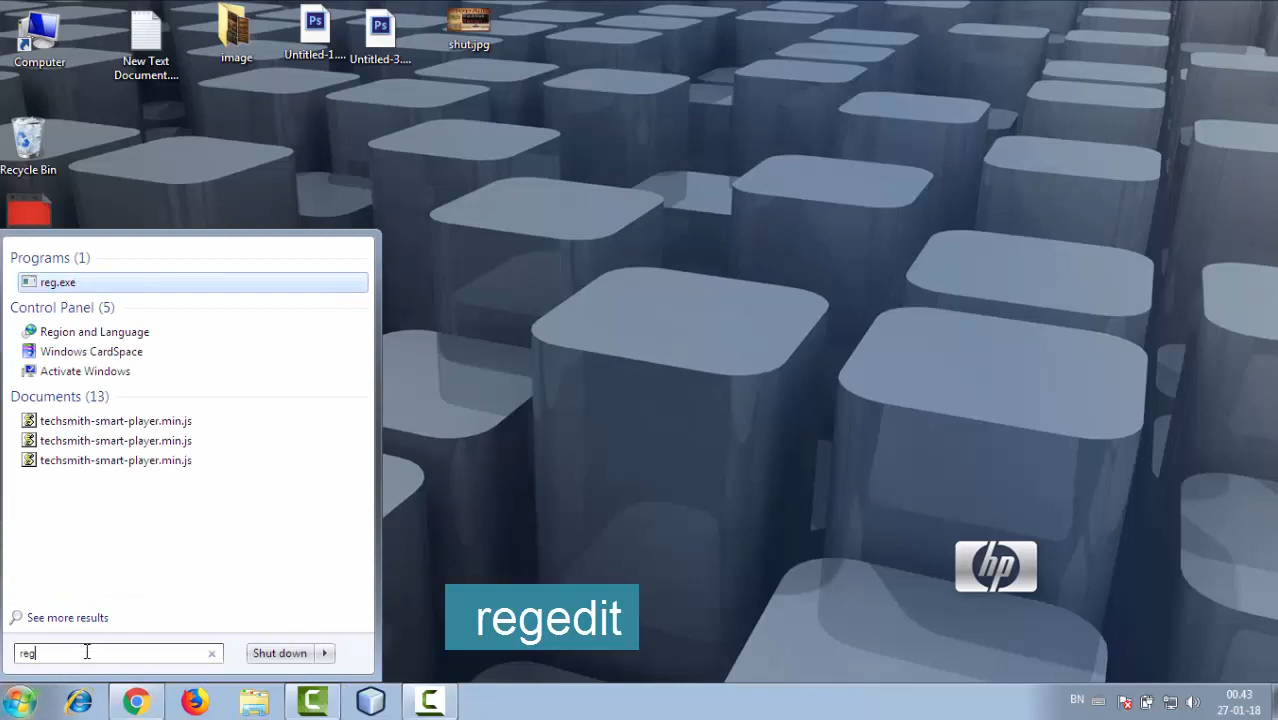 Computer
New Text
Document....
image
Ps
Untitled-1....
Ps
Untitled-3....
shut.jpg
Recycle Bin
Programs (1)
reg.exe
Control Panel (5)
Region and Language
Windows CardSpace
Activate Windows
Documents (13)
techsmith-smart-player.min.js
techsmith-smart-player.min.js
techsmith-smart-player.min.js
See more results
reg
Shut down
regedit
hp
BN
00.43
27-01-18